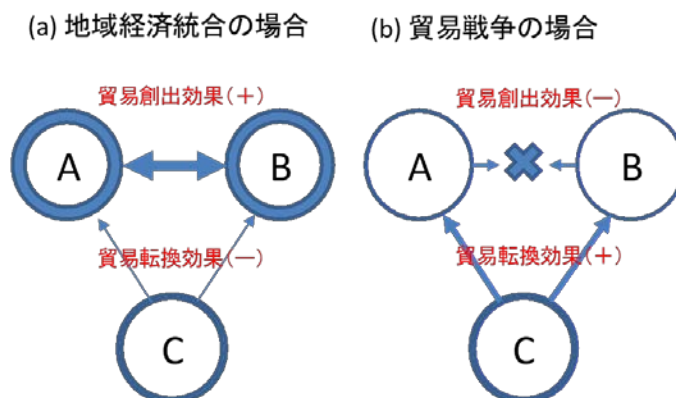 (a) 地域経済統合の場合
貿易創出効果(＋)
A
B
貿易転換効果(―)
C
(b) 貿易戦争の場合
貿易創出効果(―)
A
B
貿易転換効果(＋)
C